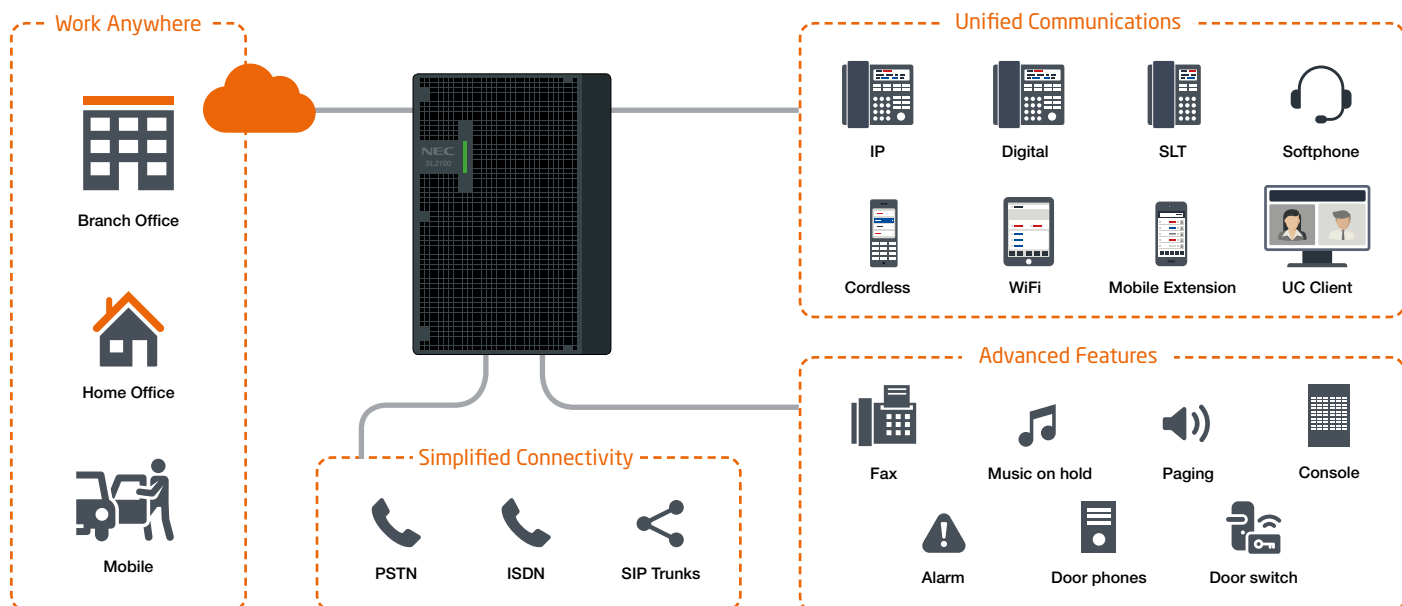 Work Anywhere
Branch Office
Home Office
Mobile
NEC
SL2100
Simplified Connectivity
PSTN ISDN SIP Trunks
Unified Communications
IP Digital SLT Softphone
Cordless WiFi Mobile Extension UC Client
Advanced Features
Fax Music on hold Paging Console
Alarm Door phones Door switch